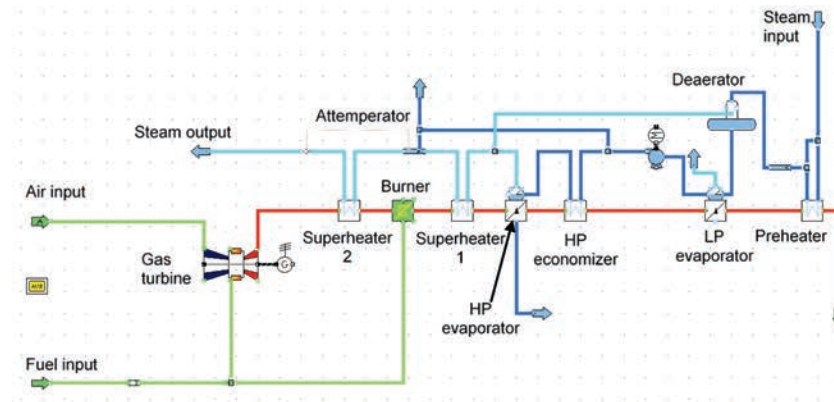 Steam
input
Deaerator
Attemperator
Steam output
Burner
Air input
Superheater
2
Superheater
1
HP
economizer
LP
evaporator
Preheater
Gas
turbine
G
HP
evaporator
Fuel input